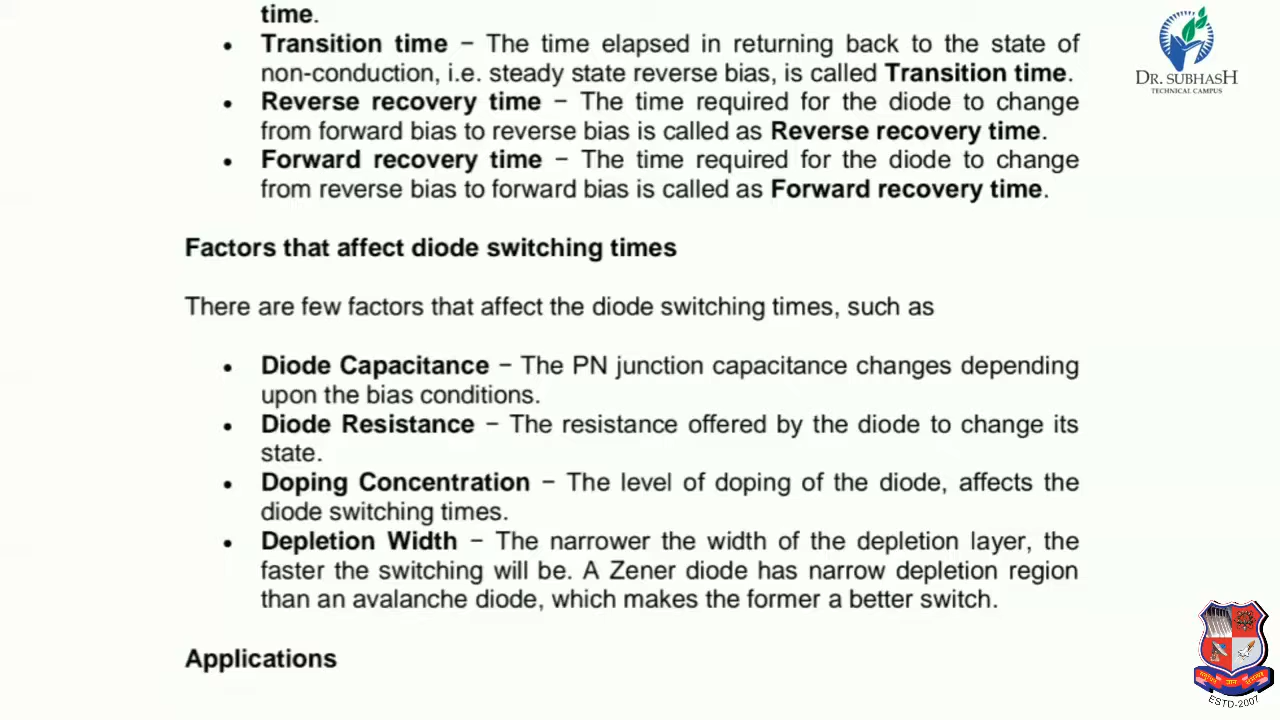 time.
• Transition time − The time elapsed in returning back to the state of
non-conduction, i.e. steady state reverse bias, is called Transition time.
• Reverse recovery time − The time required for the diode to change
from forward bias to reverse bias is called as Reverse recovery time.
• Forward recovery time − The time required for the diode to change
from reverse bias to forward bias is called as Forward recovery time.
Factors that affect diode switching times
There are few factors that affect the diode switching times, such as
• Diode Capacitance − The PN junction capacitance changes depending
upon the bias conditions.
• Diode Resistance − The resistance offered by the diode to change its
state.
• Doping Concentration − The level of doping of the diode, affects the
diode switching times.
• Depletion Width − The narrower the width of the depletion layer, the
faster the switching will be. A Zener diode has narrow depletion region
than an avalanche diode, which makes the former a better switch.
Applications
DR. SUBHASH
TECHNICAL CAMPUS
ESTD-2007